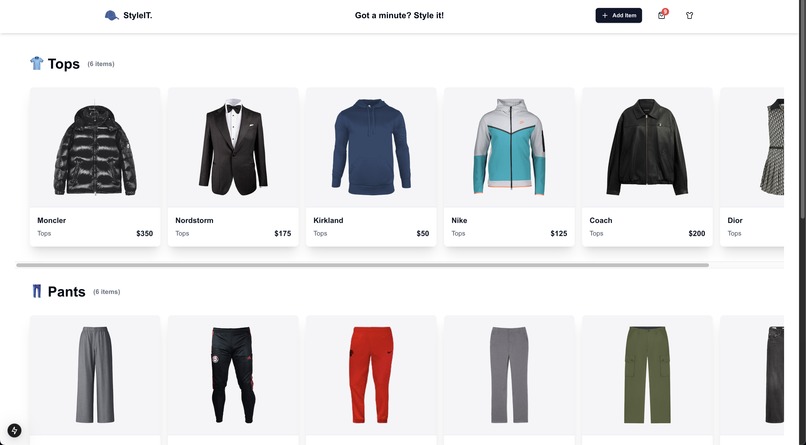 StyleIT.
Got a minute? Style it!
+ Add Item
Tops (6 items)
Moncler
Tops $350
Nordstorm
Tops $175
Kirkland
Tops $50
Nike
Tops $125
Coach
Tops $200
Dior
Tops
Pants (6 items)